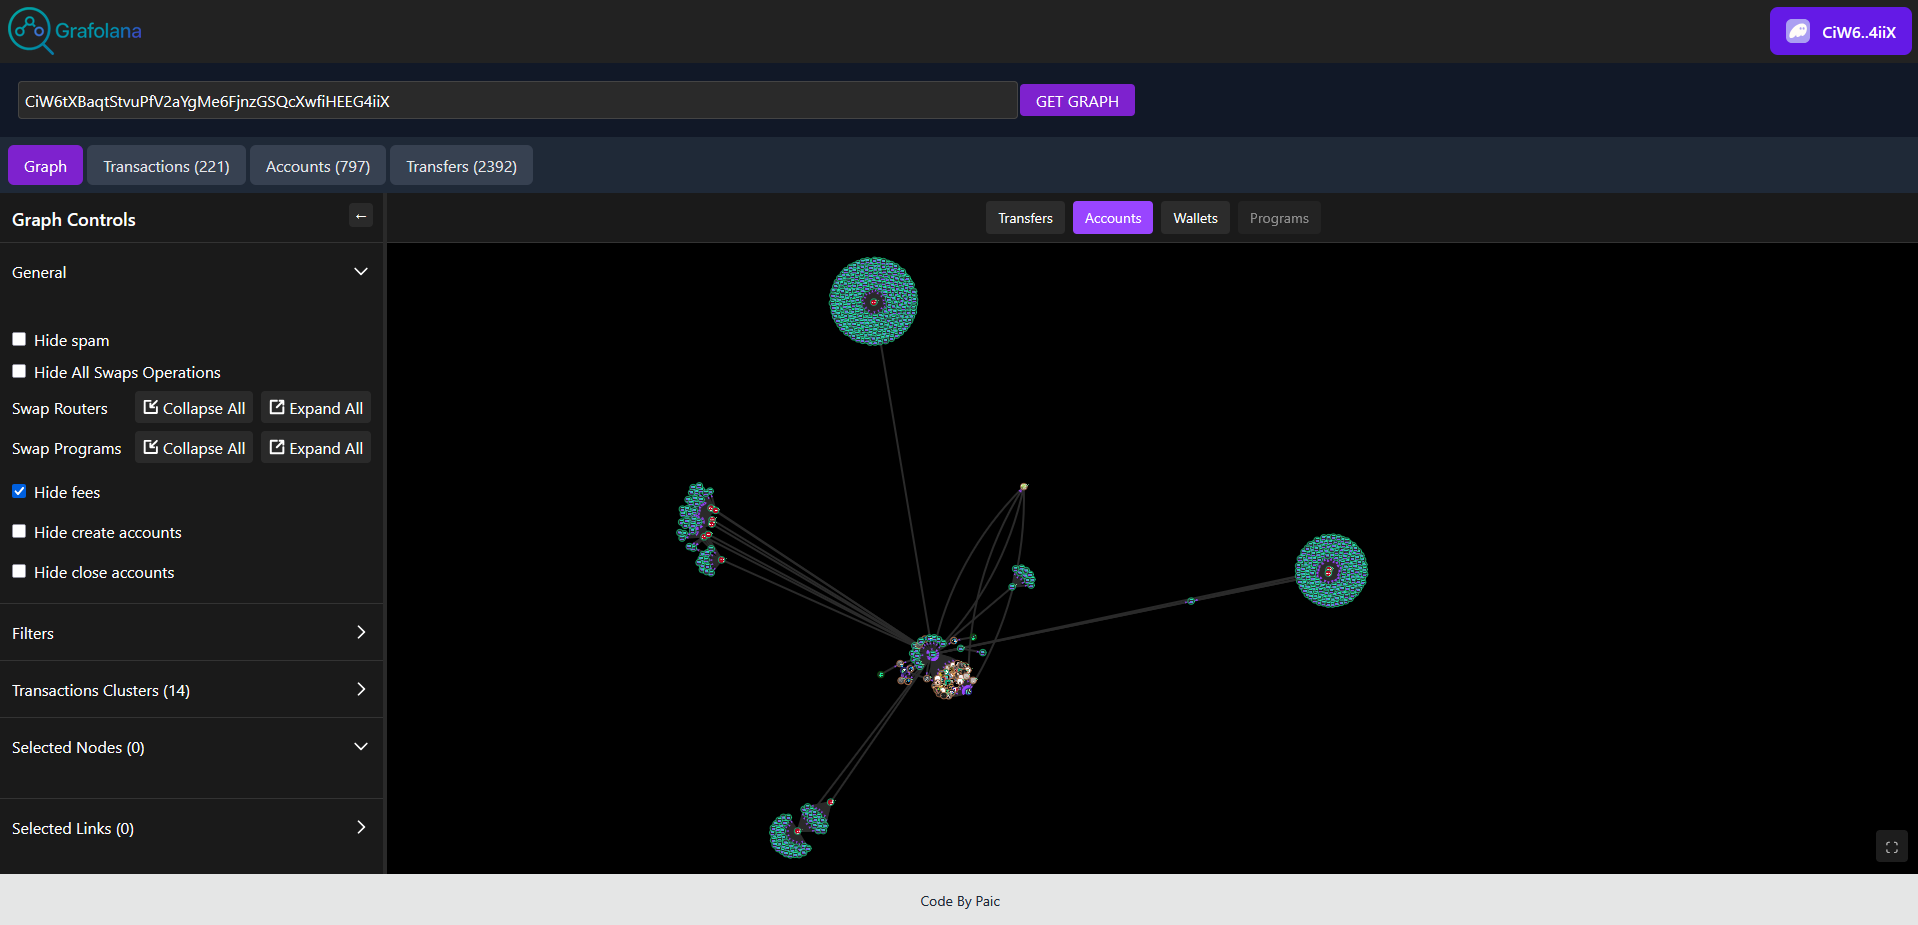 Grafolana
CiW6..4iiX
CiW6tXBaqtStvuPfV2aYgMe6FjnzGSQcXwfiHEEG4iiX
GET GRAPH
Graph
Transactions (221)
Accounts (797)
Transfers (2392)
Graph Controls
←
Transfers
Accounts
Wallets
Programs
General
Hide spam
Hide All Swaps Operations
Swap Routers
Collapse All
Expand All
Swap Programs
Collapse All
Expand All
Hide fees
Hide create accounts
Hide close accounts
Filters
Transactions Clusters (14)
Selected Nodes (0)
Selected Links (0)
Code By Paic